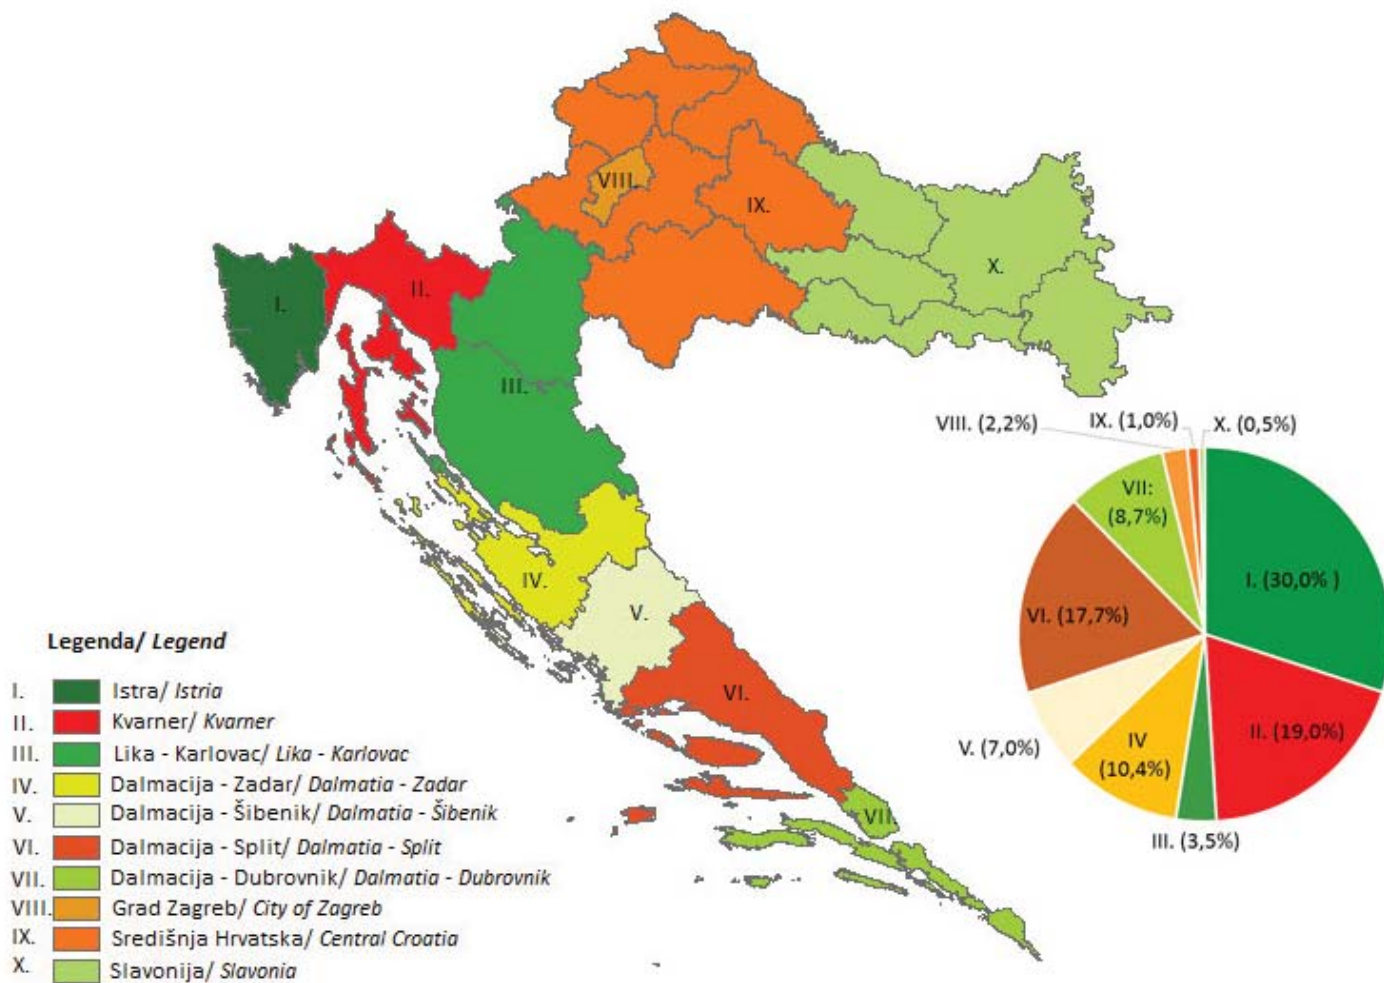 VIII.
IX.
X.
II.
I.
III.
IV.
V.
VI.
VII.
VIII. (2,2%)
IX. (1,0%)
X. (0,5%)
VII:
(8,7%)
I. (30,0% )
VI. (17,7%)
II. (19,0%)
IV
(10,4%)
V. (7,0%)
III. (3,5%)
Legenda/ Legend
I. Istra/ Istria
II. Kvarner/ Kvarner
III. Lika - Karlovac/ Lika - Karlovac
IV. Dalmacija - Zadar/ Dalmatia - Zadar
V. Dalmacija - Šibenik/ Dalmatia - Šibenik
VI. Dalmacija - Split/ Dalmatia - Split
VII. Dalmacija - Dubrovnik/ Dalmatia - Dubrovnik
VIII. Grad Zagreb/ City of Zagreb
IX. Središnja Hrvatska/ Central Croatia
X. Slavonija/ Slavonia